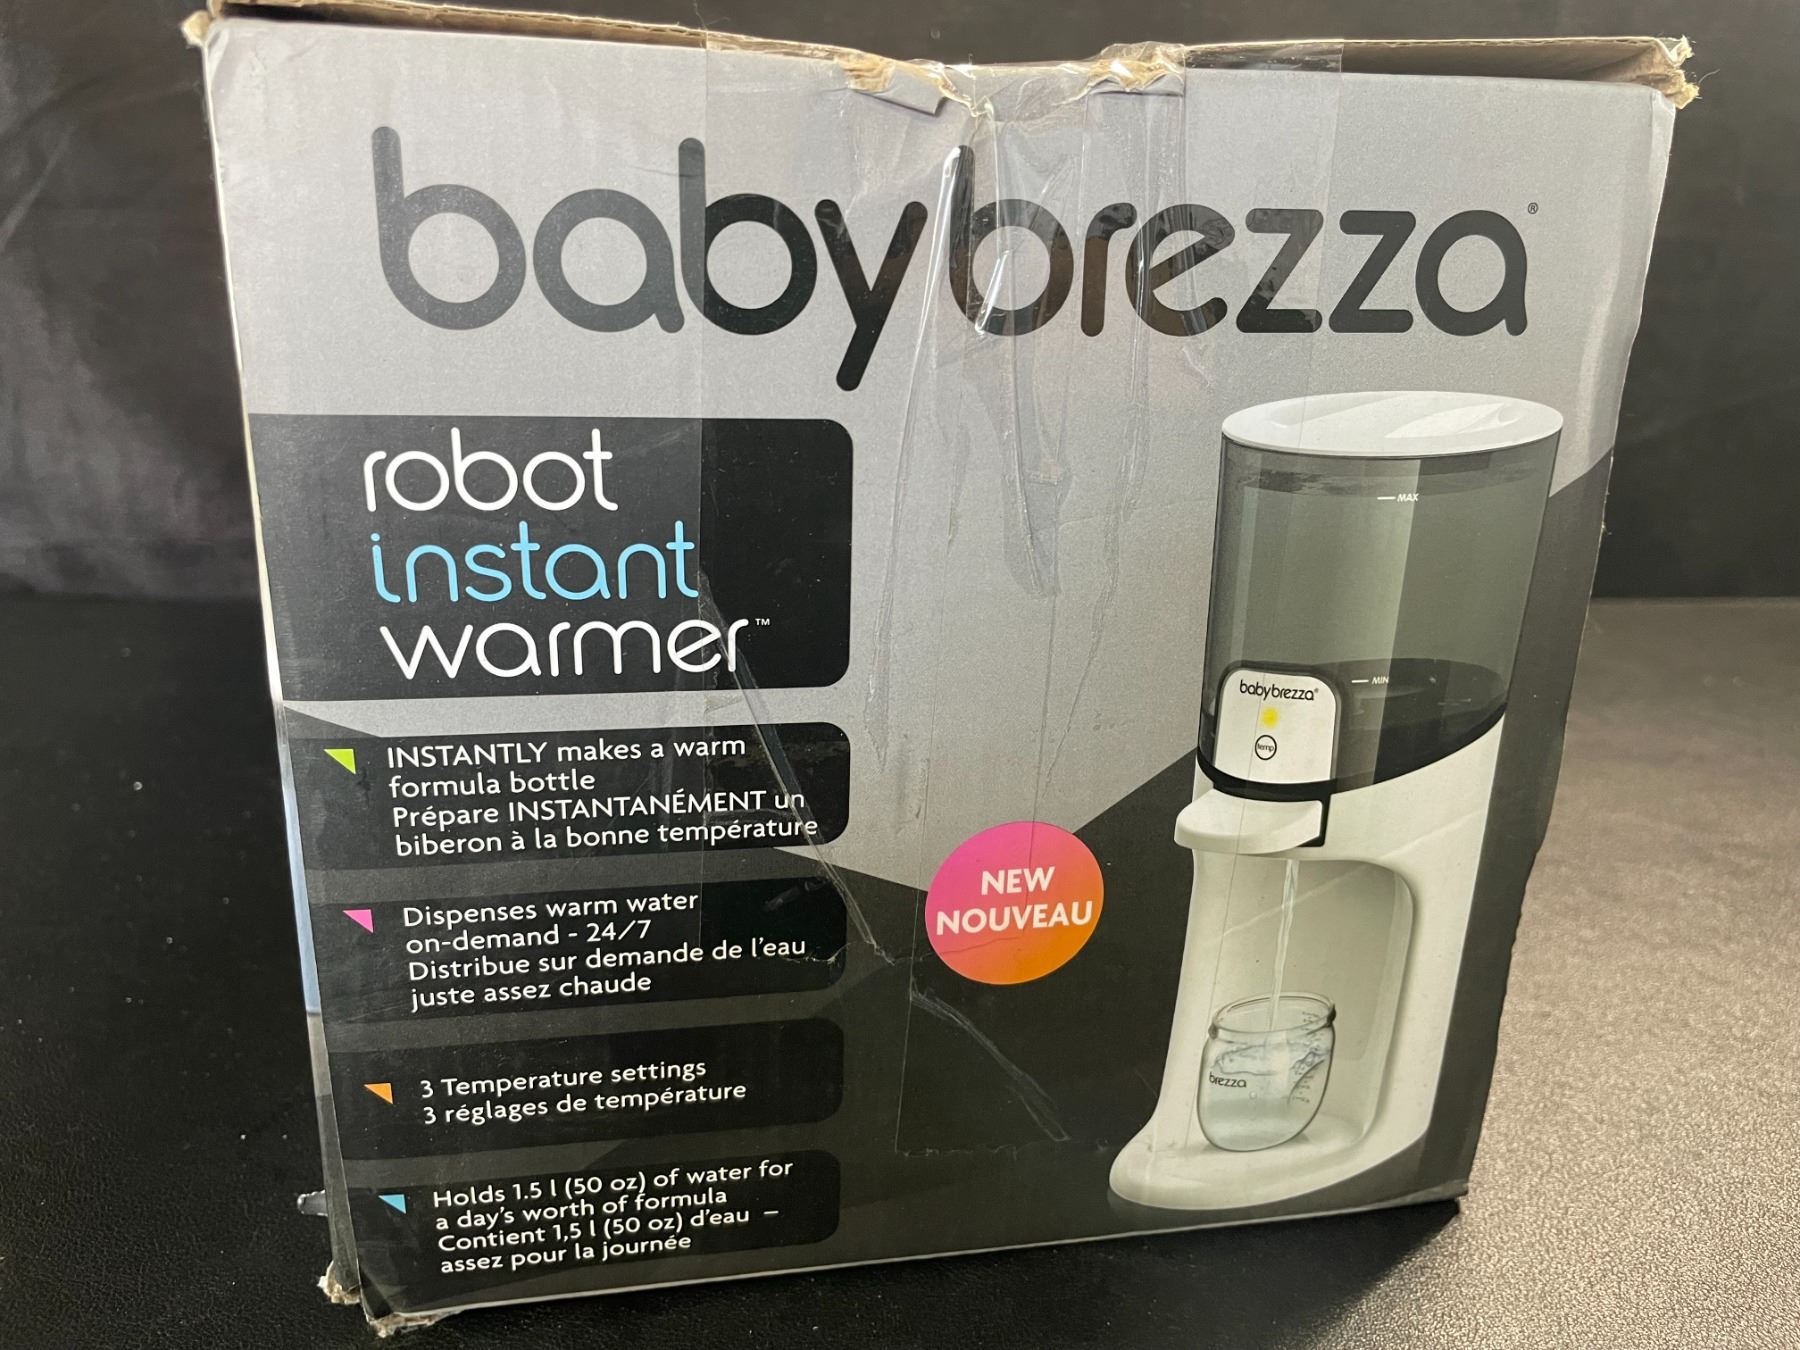 babybrezza®
robot
instant
warmer™
INSTANTLY makes a warm
formula bottle
Prépare INSTANTANÉMENT un
biberon à la bonne température
Dispenses warm water
on-demand - 24/7
Distribue sur demande de l'eau
juste assez chaude
3 Temperature settings
3 réglages de température
Holds 1.5 l (50 oz) of water for
a day's worth of formula
Contient 1,5 l (50 oz) d'eau –
assez pour la journée
NEW
NOUVEAU
MAX
MIN
babybrezza®
temp
brezza